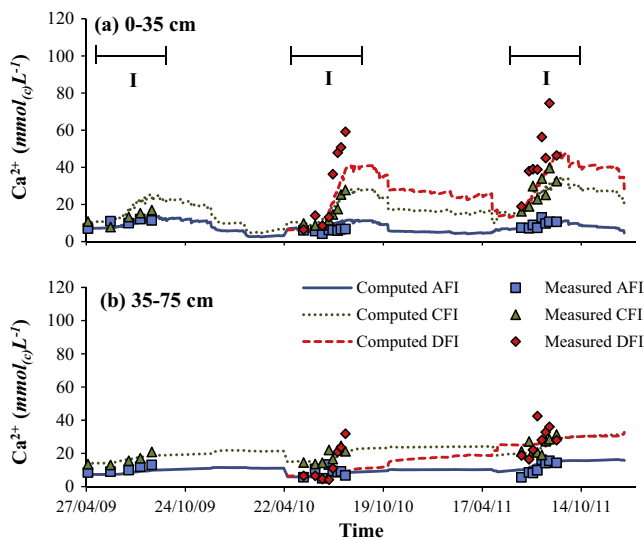 (a) 0-35 cm
120
100
80
60
40
20
0
Ca²⁺ (mmol(c)L⁻¹)
I I I
(b) 35-75 cm
Computed AFI Measured AFI
Computed CFI Measured CFI
Computed DFI Measured DFI
120
100
80
60
40
20
0
Ca²⁺ (mmol(c)L⁻¹)
27/04/09 24/10/09 22/04/10 19/10/10 17/04/11 14/10/11
Time